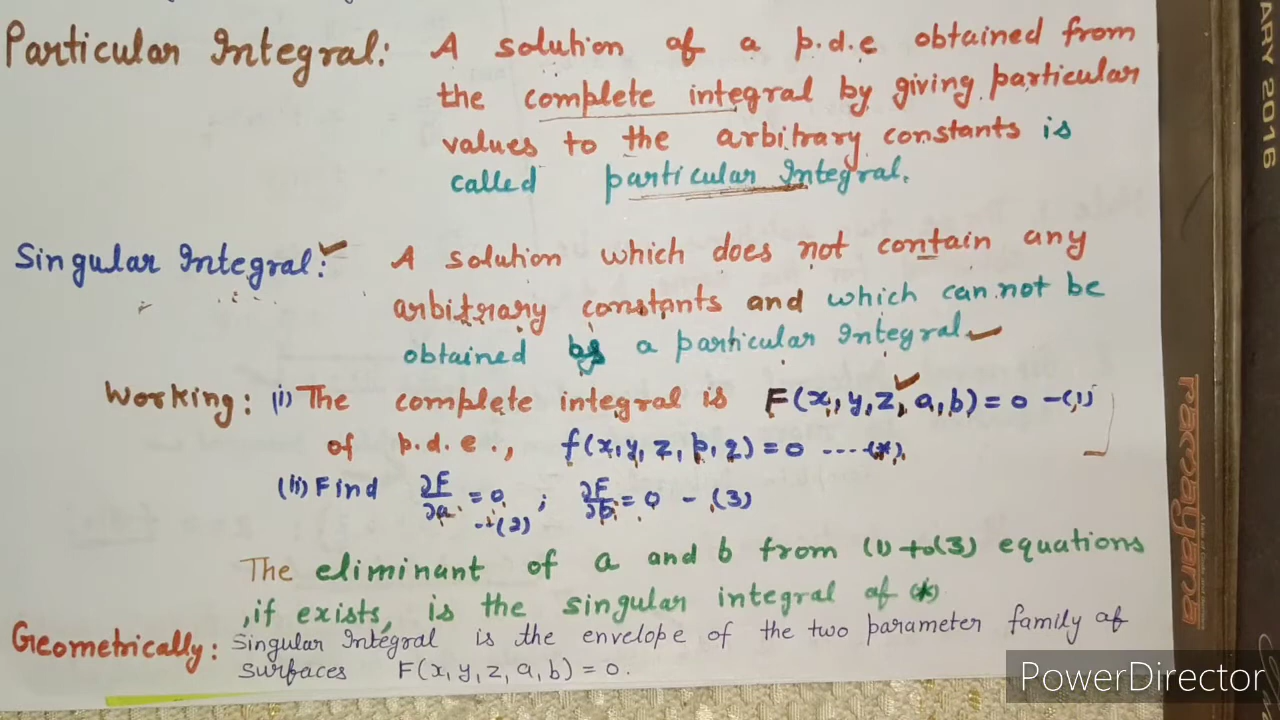 Particular Integral: A solution of a p.d.e obtained from
the complete integral by giving particular
values to the arbitrary constants is
called particular Integral.
Singular Integral: A solution which does not contain any
arbitrary constants and which can not be
obtained by a particular Integral
Working: (i) The complete integral is F(x, y, z, a, b) = 0 -(1)
of p.d.e., f(x, y, z, p, q) = 0 ----(*)
(ii) Find ∂F/∂a = 0 --(2) ; ∂F/∂b = 0 - (3)
The eliminant of a and b from (1) to (3) equations
, if exists, is the singular integral of (*)
Geometrically: Singular Integral is the envelope of the two parameter family of
surfaces F(x, y, z, a, b) = 0.
ARY 2016
Pacchayana
PowerDirector